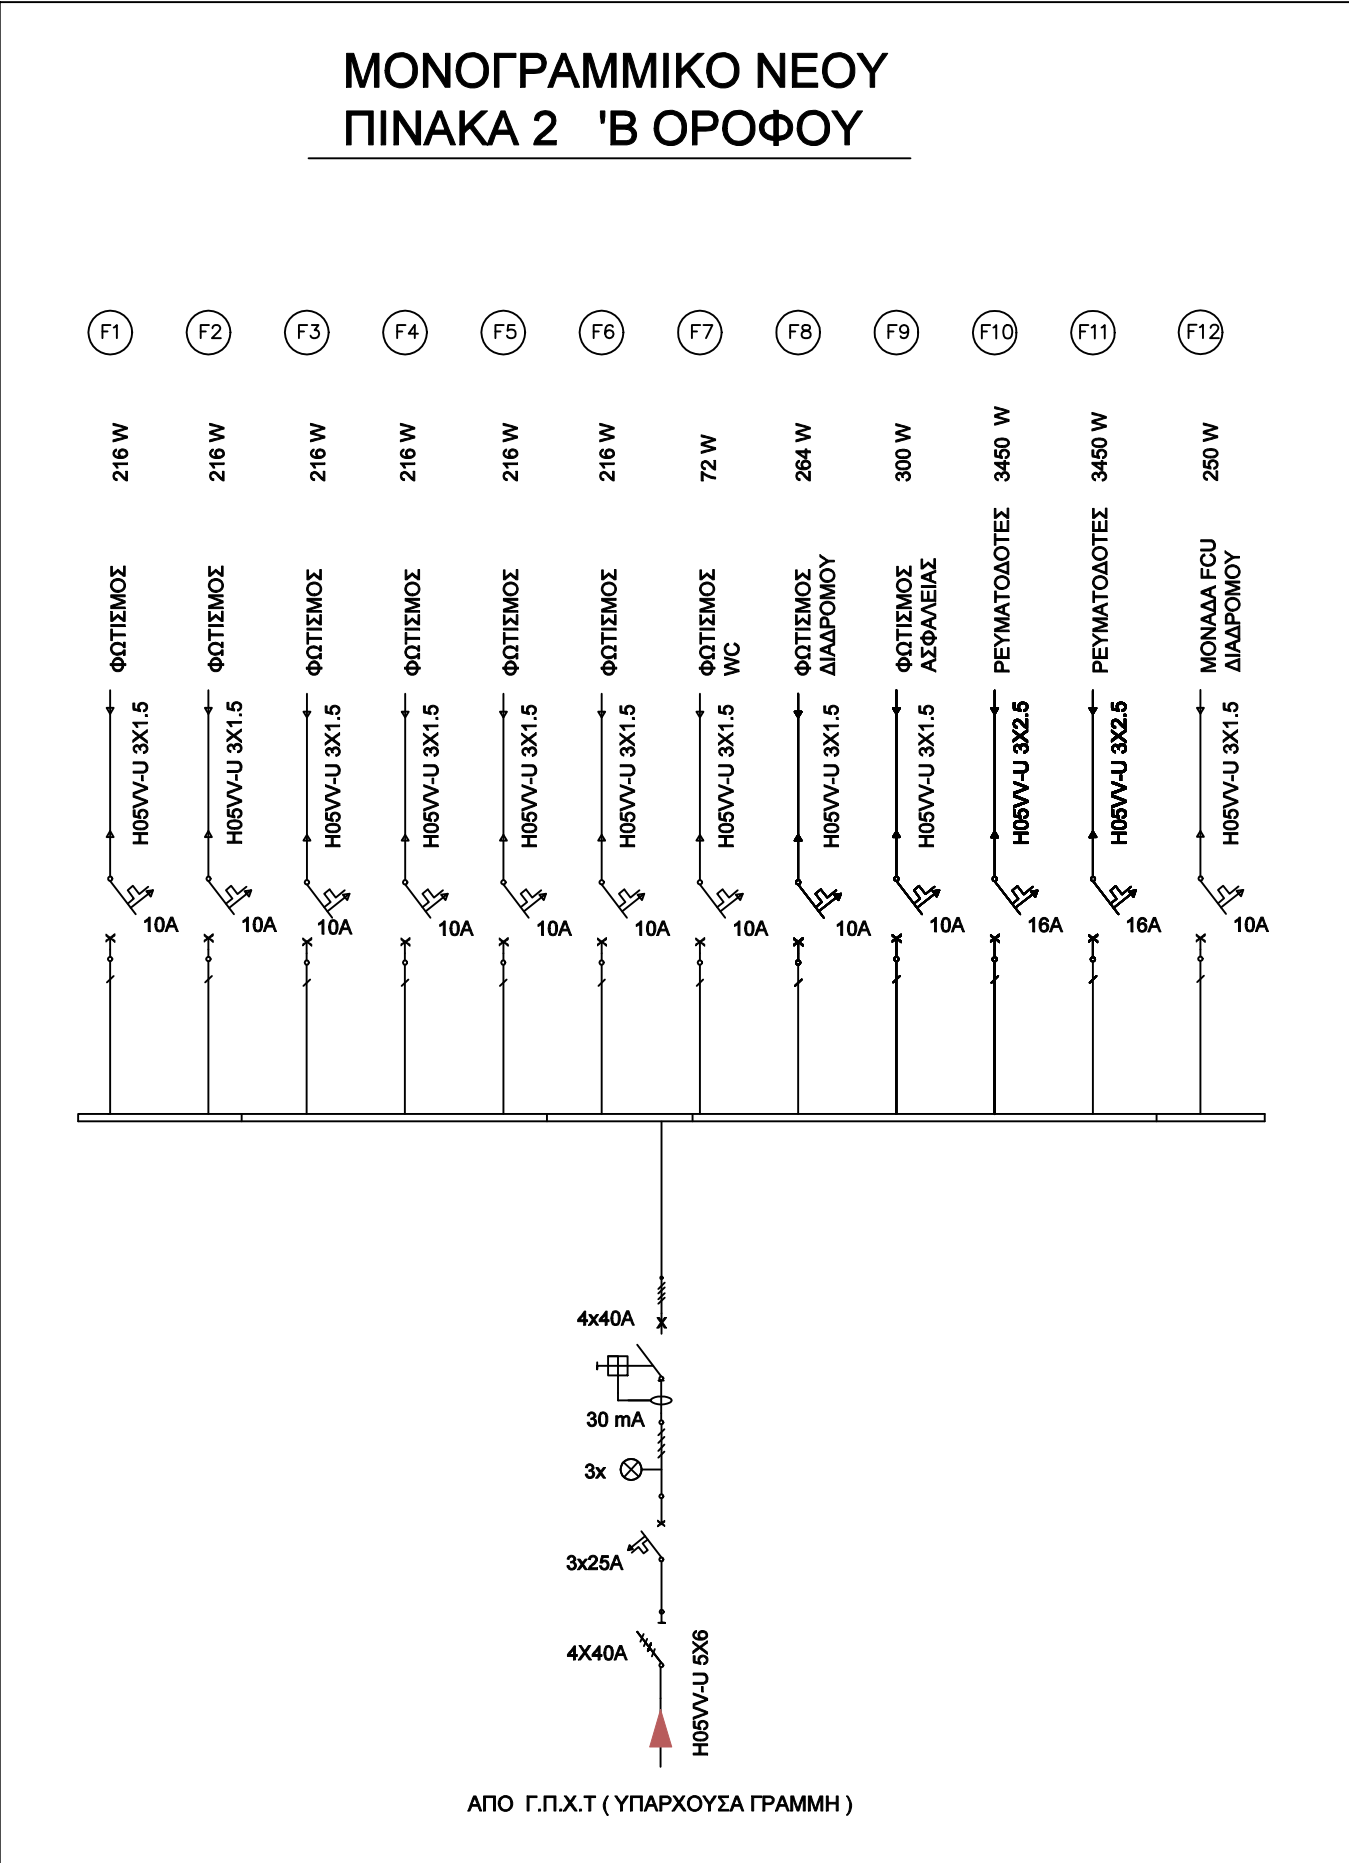 ΜΟΝΟΓΡΑΜΜΙΚΟ ΝΕΟΥ
ΠΙΝΑΚΑ 2 'Β ΟΡΟΦΟΥ
F1
F2
F3
F4
F5
F6
F7
F8
F9
F10
F11
F12
216 W
216 W
216 W
216 W
216 W
216 W
72 W
264 W
300 W
3450 W
3450 W
250 W
ΦΩΤΙΣΜΟΣ
ΦΩΤΙΣΜΟΣ
ΦΩΤΙΣΜΟΣ
ΦΩΤΙΣΜΟΣ
ΦΩΤΙΣΜΟΣ
ΦΩΤΙΣΜΟΣ
ΦΩΤΙΣΜΟΣ
WC
ΦΩΤΙΣΜΟΣ
ΔΙΑΔΡΟΜΟΥ
ΦΩΤΙΣΜΟΣ
ΑΣΦΑΛΕΙΑΣ
ΡΕΥΜΑΤΟΔΟΤΕΣ
ΡΕΥΜΑΤΟΔΟΤΕΣ
ΜΟΝΑΔΑ FCU
ΔΙΑΔΡΟΜΟΥ
H05VV-U 3X1.5
H05VV-U 3X1.5
H05VV-U 3X1.5
H05VV-U 3X1.5
H05VV-U 3X1.5
H05VV-U 3X1.5
H05VV-U 3X1.5
H05VV-U 3X1.5
H05VV-U 3X1.5
H05VV-U 3X2.5
H05VV-U 3X2.5
H05VV-U 3X1.5
10A
10A
10A
10A
10A
10A
10A
10A
10A
16A
16A
10A
4x40A
30 mA
3x
3x25A
4X40A
H05VV-U 5X6
ΑΠΟ Γ.Π.Χ.Τ ( ΥΠΑΡΧΟΥΣΑ ΓΡΑΜΜΗ )